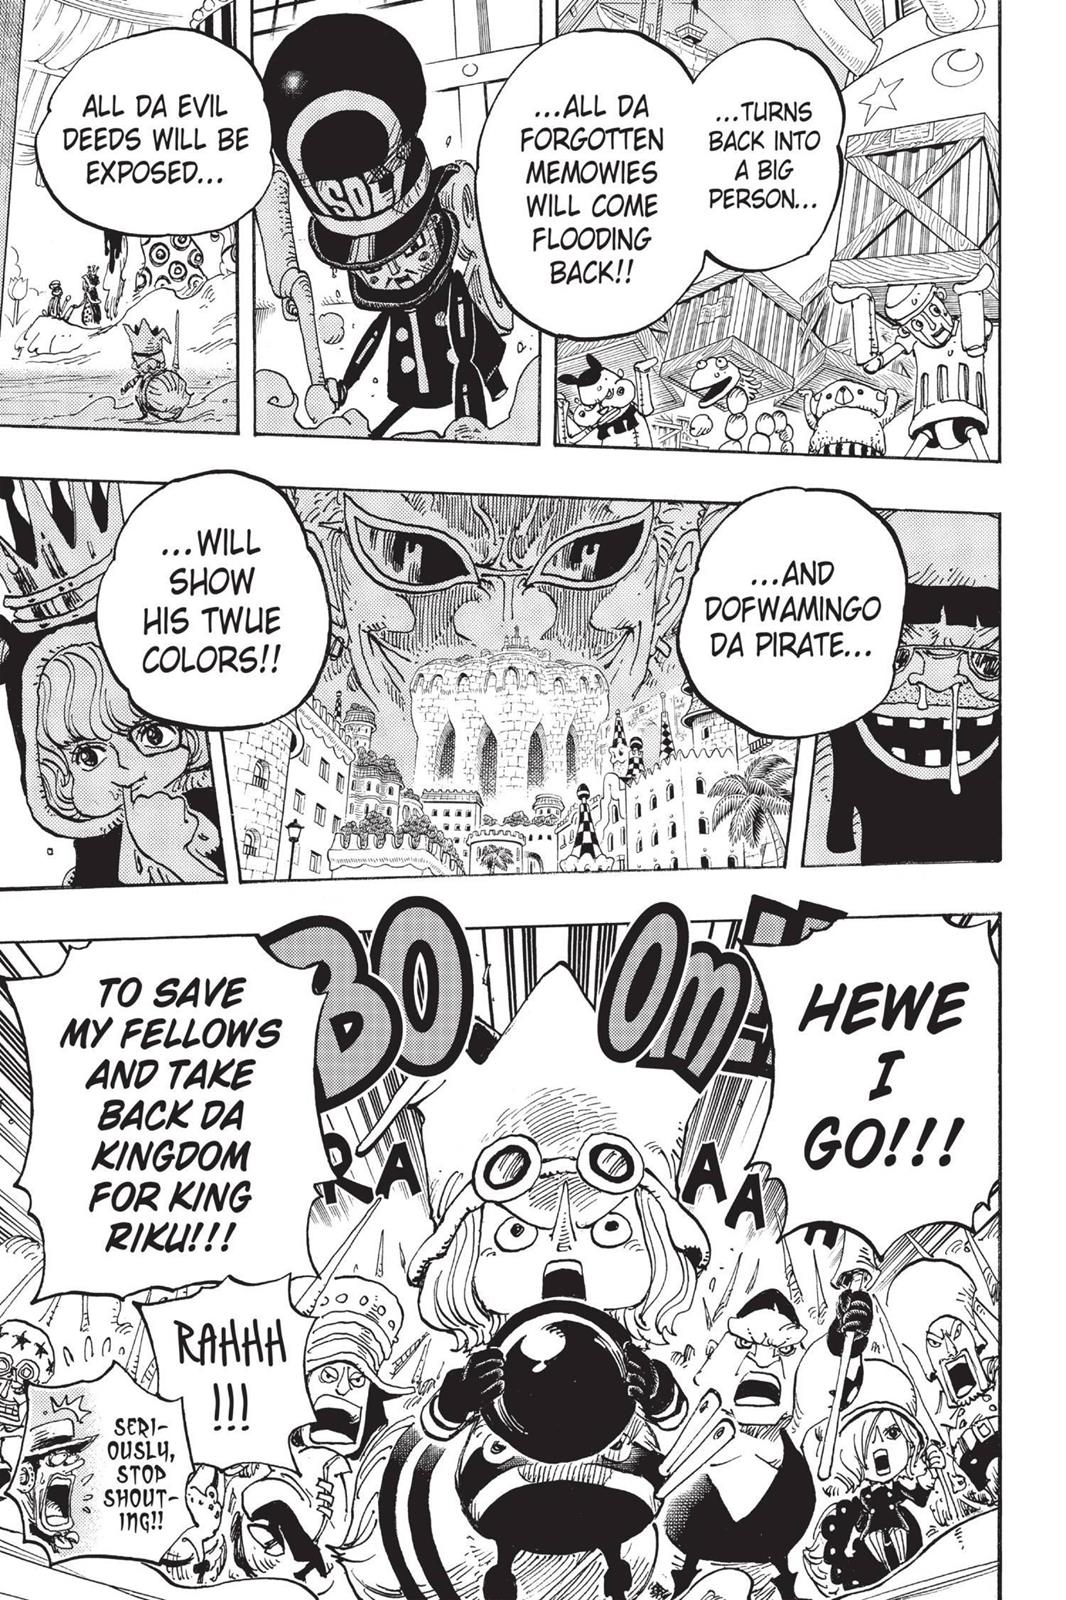 ...TURNS
BACK INTO
A BIG
PERSON...
...ALL DA
FORGOTTEN
MEMOWIES
WILL COME
FLOODING
BACK!!
ALL DA EVIL
DEEDS WILL BE
EXPOSED...
...AND
DOFWAMINGO
DA PIRATE...
...WILL
SHOW
HIS TWUE
COLORS!!
HEWE
I
GO!!!
TO SAVE
MY FELLOWS
AND TAKE
BACK DA
KINGDOM
FOR KING
RIKU!!!
RAHHH
!!!
SERI-
OUSLY,
STOP
SHOUT-
ING!!